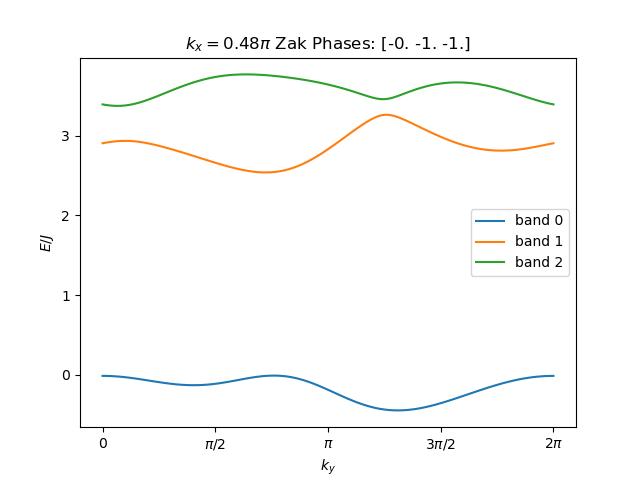 $k_x = 0.48\pi$ Zak Phases: [-0. -1. -1.]
E/J
3
2
1
0
band 0
band 1
band 2
0 π/2 π 3π/2 2π
$k_y$